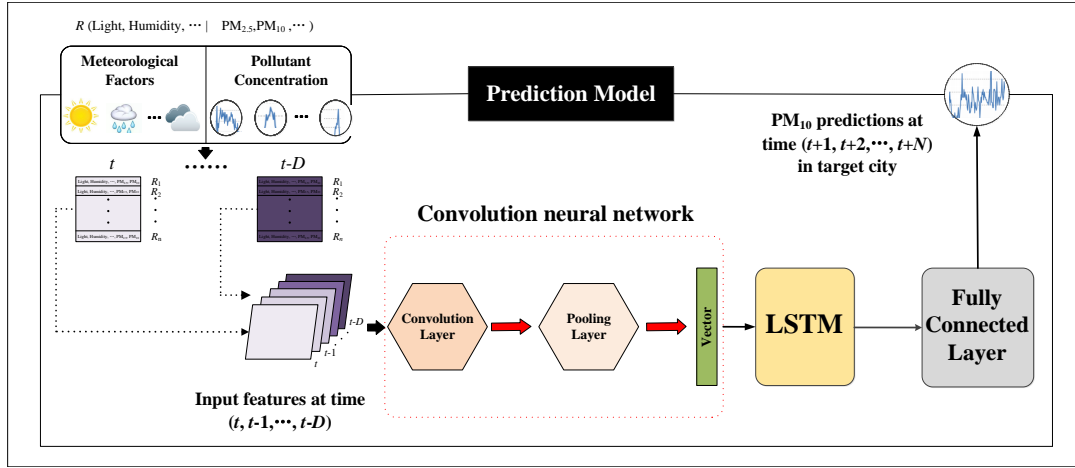 R (Light, Humidity, ··· | PM2.5,PM10 ,··· )
Meteorological
Factors
Pollutant
Concentration
···
···
Prediction Model
PM10 predictions at
time (t+1, t+2,···, t+N)
in target city
t
······
t-D
R1
R2
Rn
R1
R2
Rn
Convolution neural network
Convolution
Layer
Pooling
Layer
Vector
LSTM
Fully
Connected
Layer
t-D
t-1
t
Input features at time
(t, t-1,···, t-D)